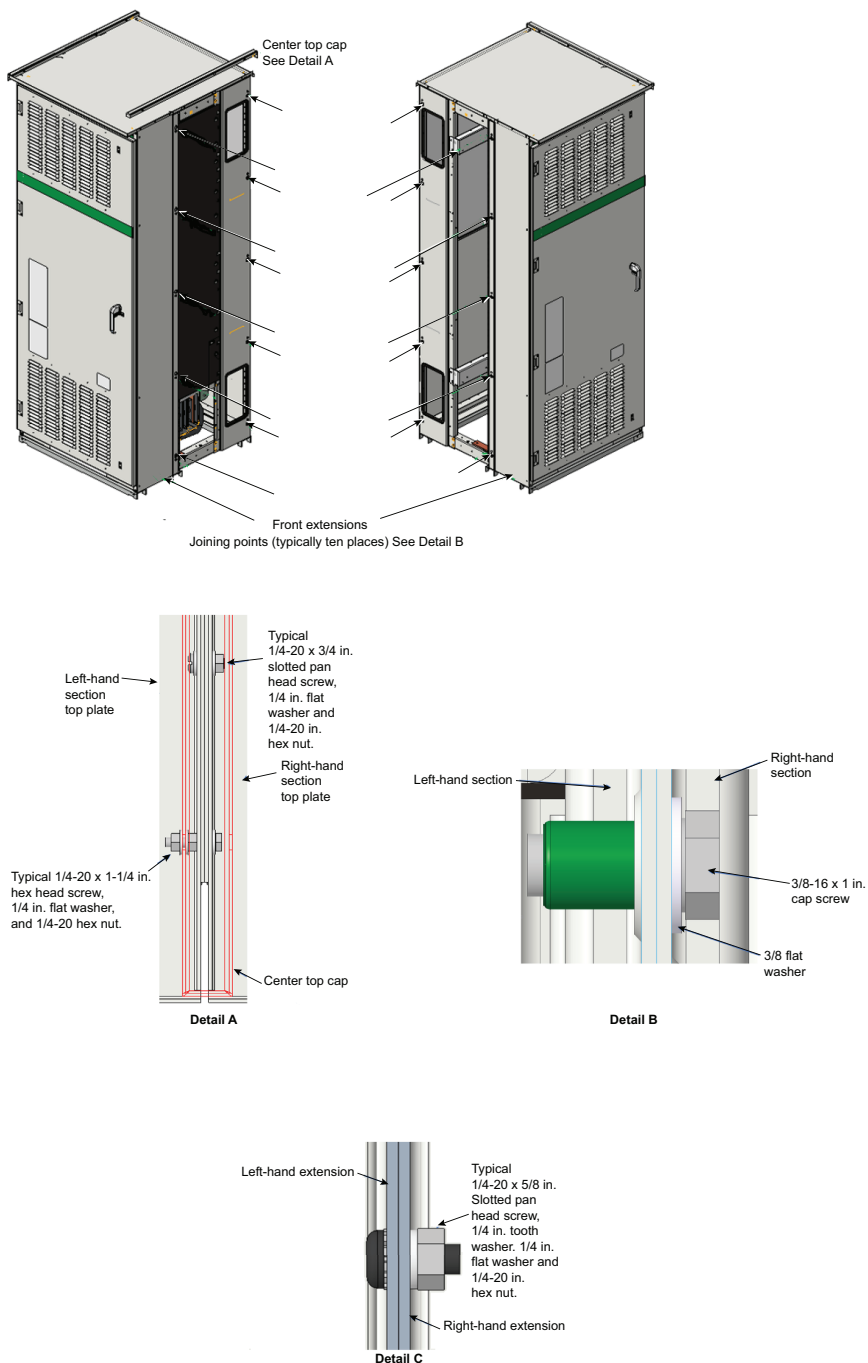 Center top cap
See Detail A
Front extensions
Joining points (typically ten places) See Detail B
Left-hand
section
top plate
Typical
1/4-20 x 3/4 in.
slotted pan
head screw,
1/4 in. flat
washer and
1/4-20 in.
hex nut.
Right-hand
section
top plate
Typical 1/4-20 x 1-1/4 in.
hex head screw,
1/4 in. flat washer,
and 1/4-20 hex nut.
Center top cap
Detail A
Left-hand section
Right-hand
section
3/8-16 x 1 in.
cap screw
3/8 flat
washer
Detail B
Left-hand extension
Typical
1/4-20 x 5/8 in.
Slotted pan
head screw,
1/4 in. tooth
washer. 1/4 in.
flat washer and
1/4-20 in.
hex nut.
Right-hand extension
Detail C